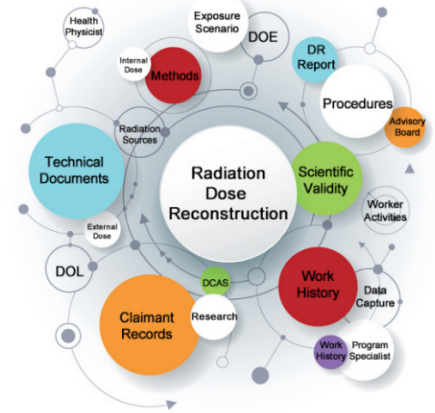 Health
Physicist
Exposure
Scenario
DOE
Internal
Dose
Methods
DR
Report
Procedures
Advisory
Board
Radiation
Sources
Technical
Documents
Radiation
Dose
Reconstruction
Scientific
Validity
Worker
Activities
External
Dose
DOL
DCAS
Work
History
Data
Capture
Claimant
Records
Research
Work
History
Program
Specialist